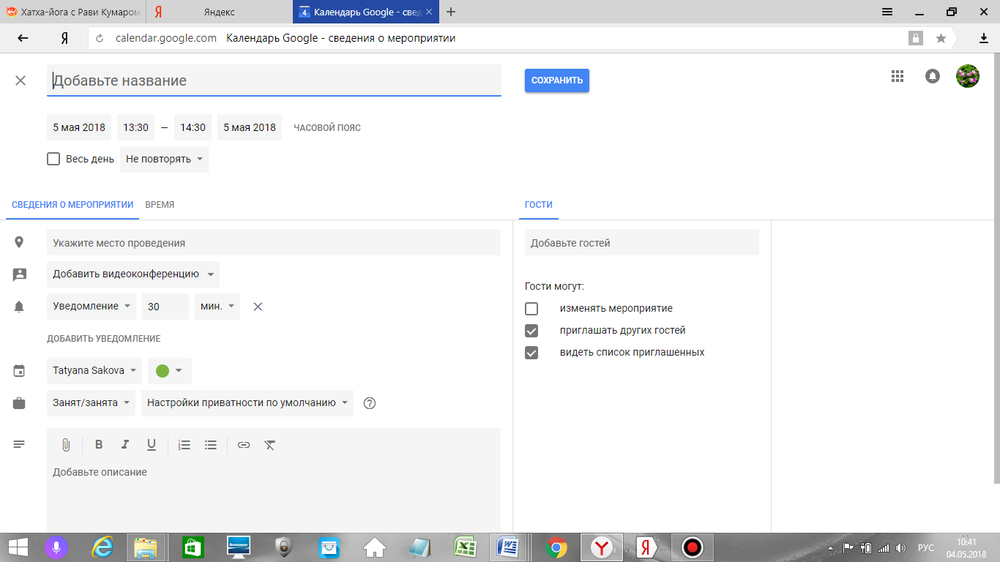 Хатха-йога с Рави Кумаром
Яндекс
Календарь Google - свед
calendar.google.com Календарь Google - сведения о мероприятии
Добавьте название
СОХРАНИТЬ
5 мая 2018 13:30 — 14:30 5 мая 2018 ЧАСОВОЙ ПОЯС
Весь день Не повторять
СВЕДЕНИЯ О МЕРОПРИЯТИИ ВРЕМЯ
ГОСТИ
Укажите место проведения
Добавьте гостей
Добавить видеоконференцию
Гости могут:
Уведомление 30 мин.
изменять мероприятие
приглашать других гостей
ДОБАВИТЬ УВЕДОМЛЕНИЕ
видеть список приглашенных
Tatyana Sakova
Занят/занята Настройки приватности по умолчанию
B I U
Добавьте описание
lenovo
РУС
10:41
04.05.2018